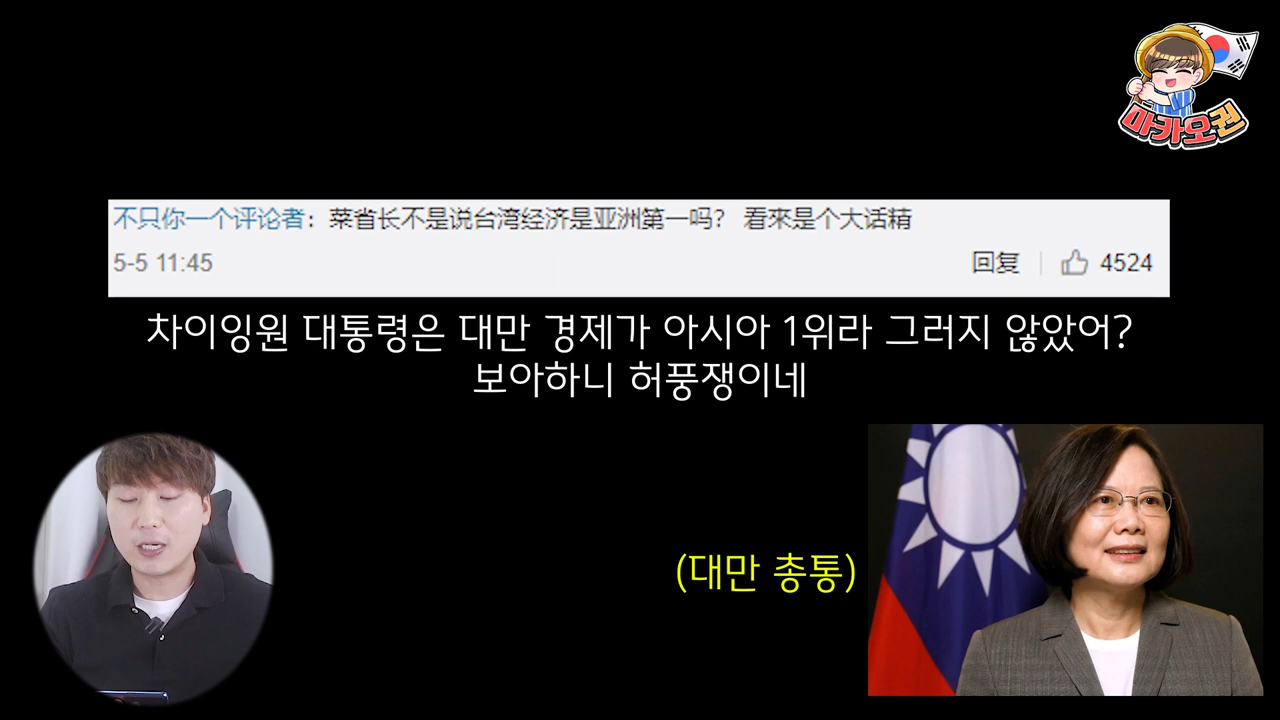 마카오권
不只你一个评论者：菜省长不是说台湾经济是亚洲第一吗？ 看來是个大话精
5-5 11:45
回复
4524
차이잉원 대통령은 대만 경제가 아시아 1위라 그러지 않았어?
보아하니 허풍쟁이네
(대만 총통)